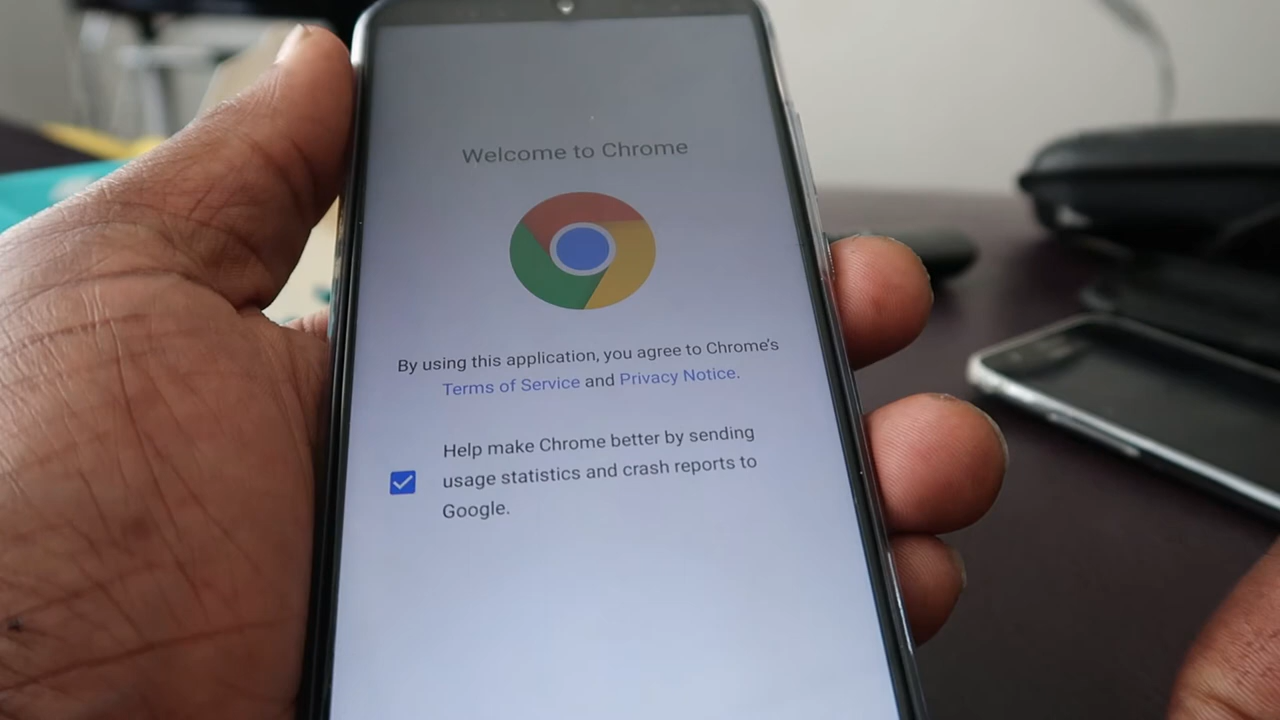 Welcome to Chrome
By using this application, you agree to Chrome's
Terms of Service and Privacy Notice.
Help make Chrome better by sending
usage statistics and crash reports to
Google.